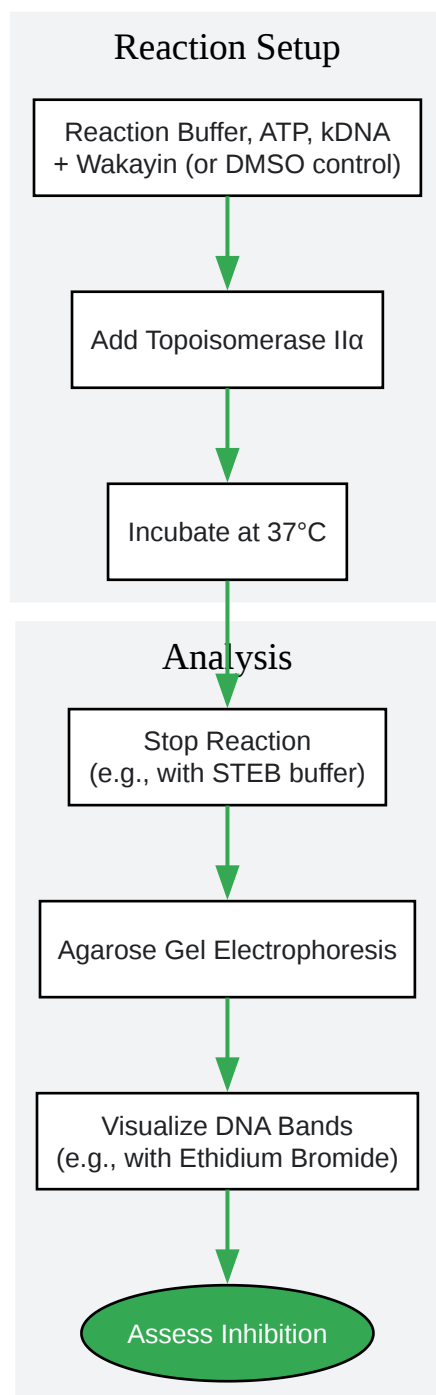 Reaction Setup
Reaction Buffer, ATP, kDNA
+ Wakayin (or DMSO control)
Add Topoisomerase IIα
Incubate at 37°C
Analysis
Stop Reaction
(e.g., with STEB buffer)
Agarose Gel Electrophoresis
Visualize DNA Bands
(e.g., with Ethidium Bromide)
Assess Inhibition